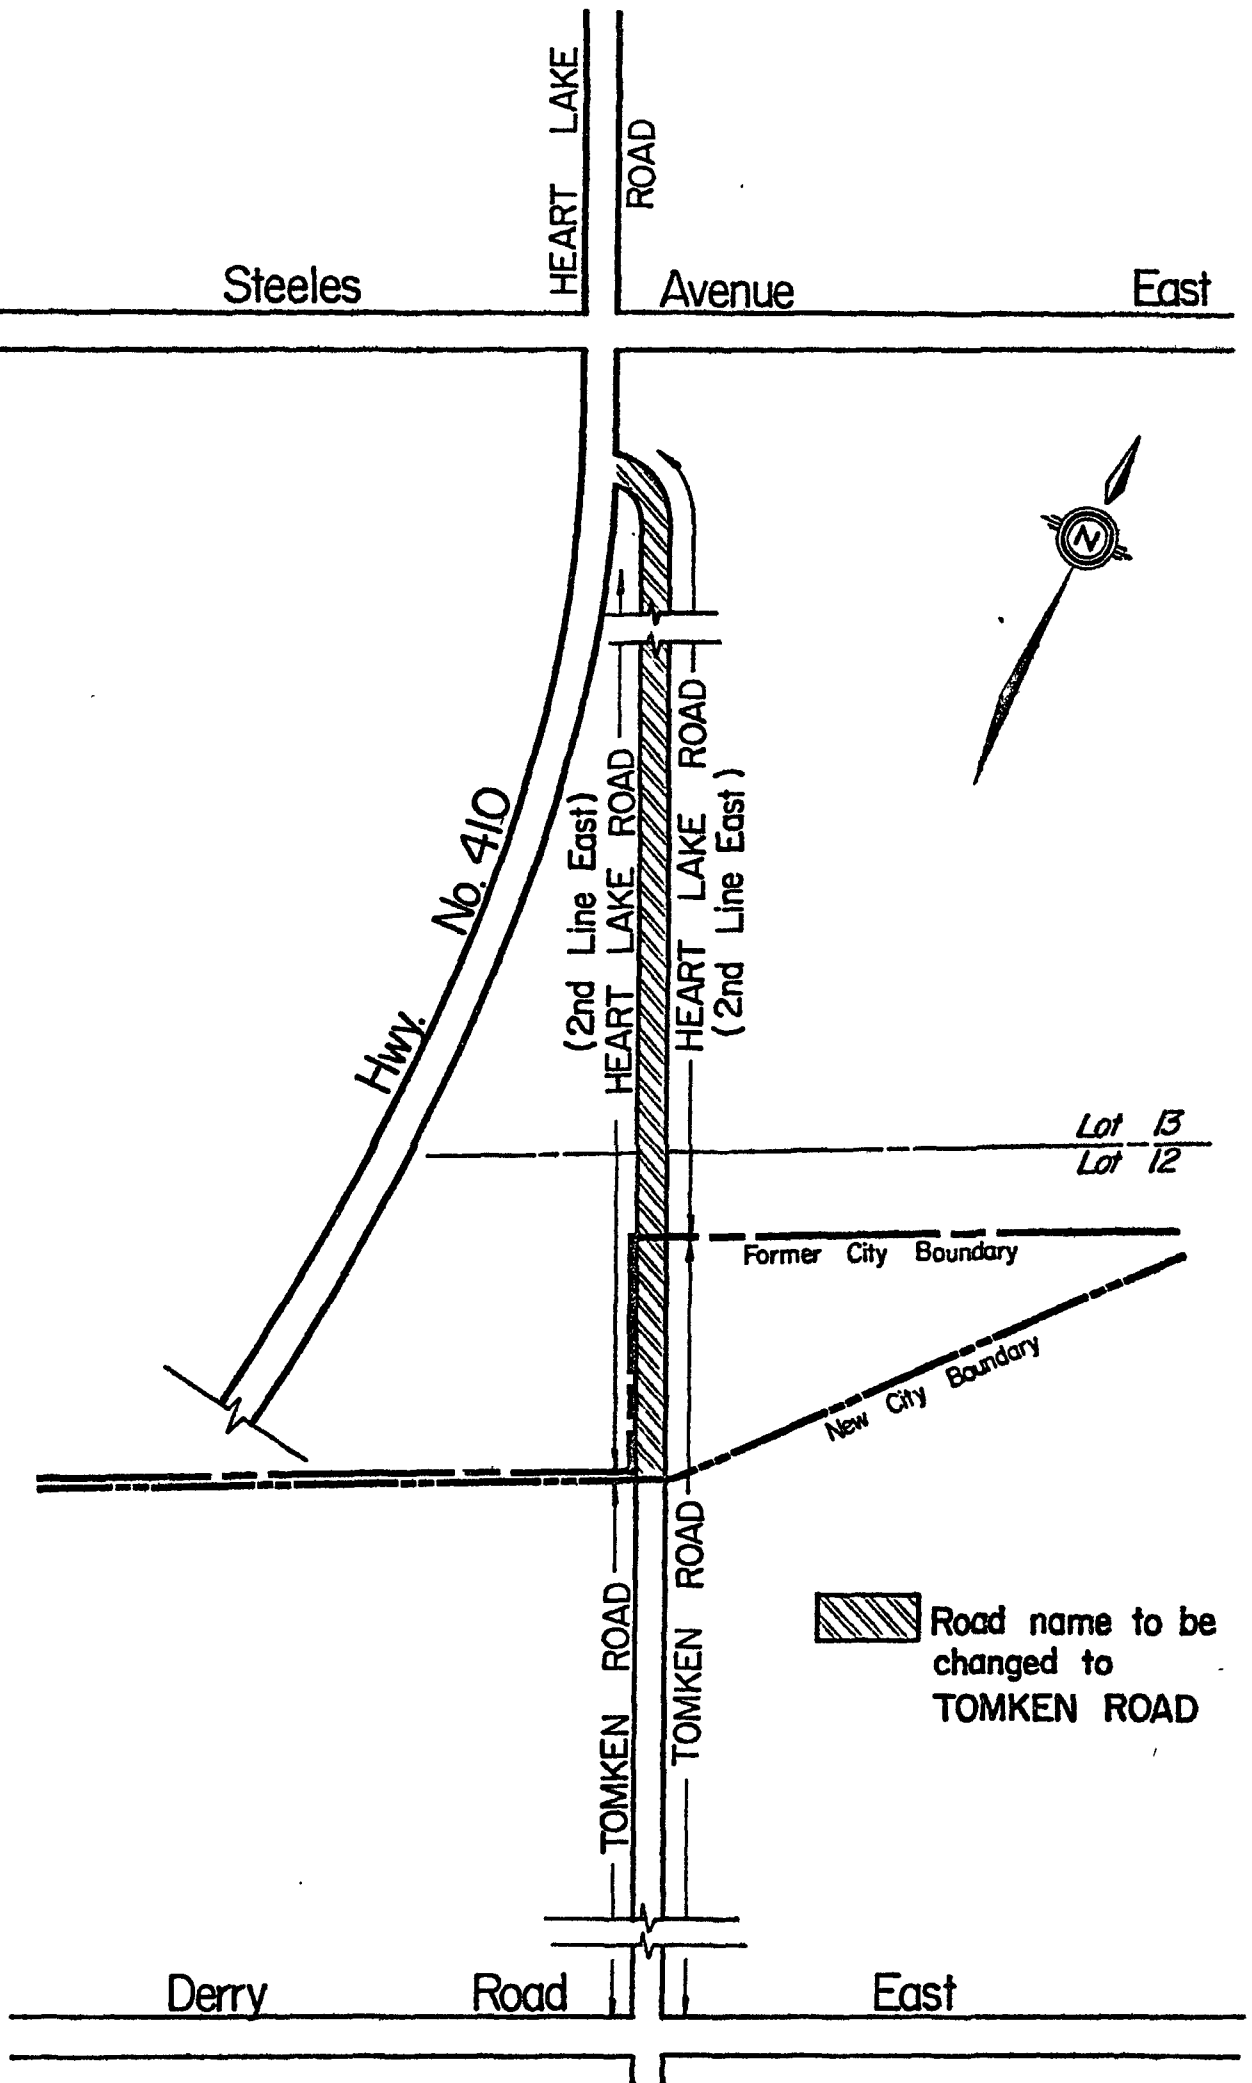 HEART LAKE
ROAD
Steeles Avenue East
N
Hwy. No. 410
(2nd Line East)
HEART LAKE ROAD
HEART LAKE ROAD
(2nd Line East)
Lot 13
Lot 12
Former City Boundary
New City Boundary
TOMKEN ROAD
TOMKEN ROAD
Road name to be
changed to
TOMKEN ROAD
Derry Road East